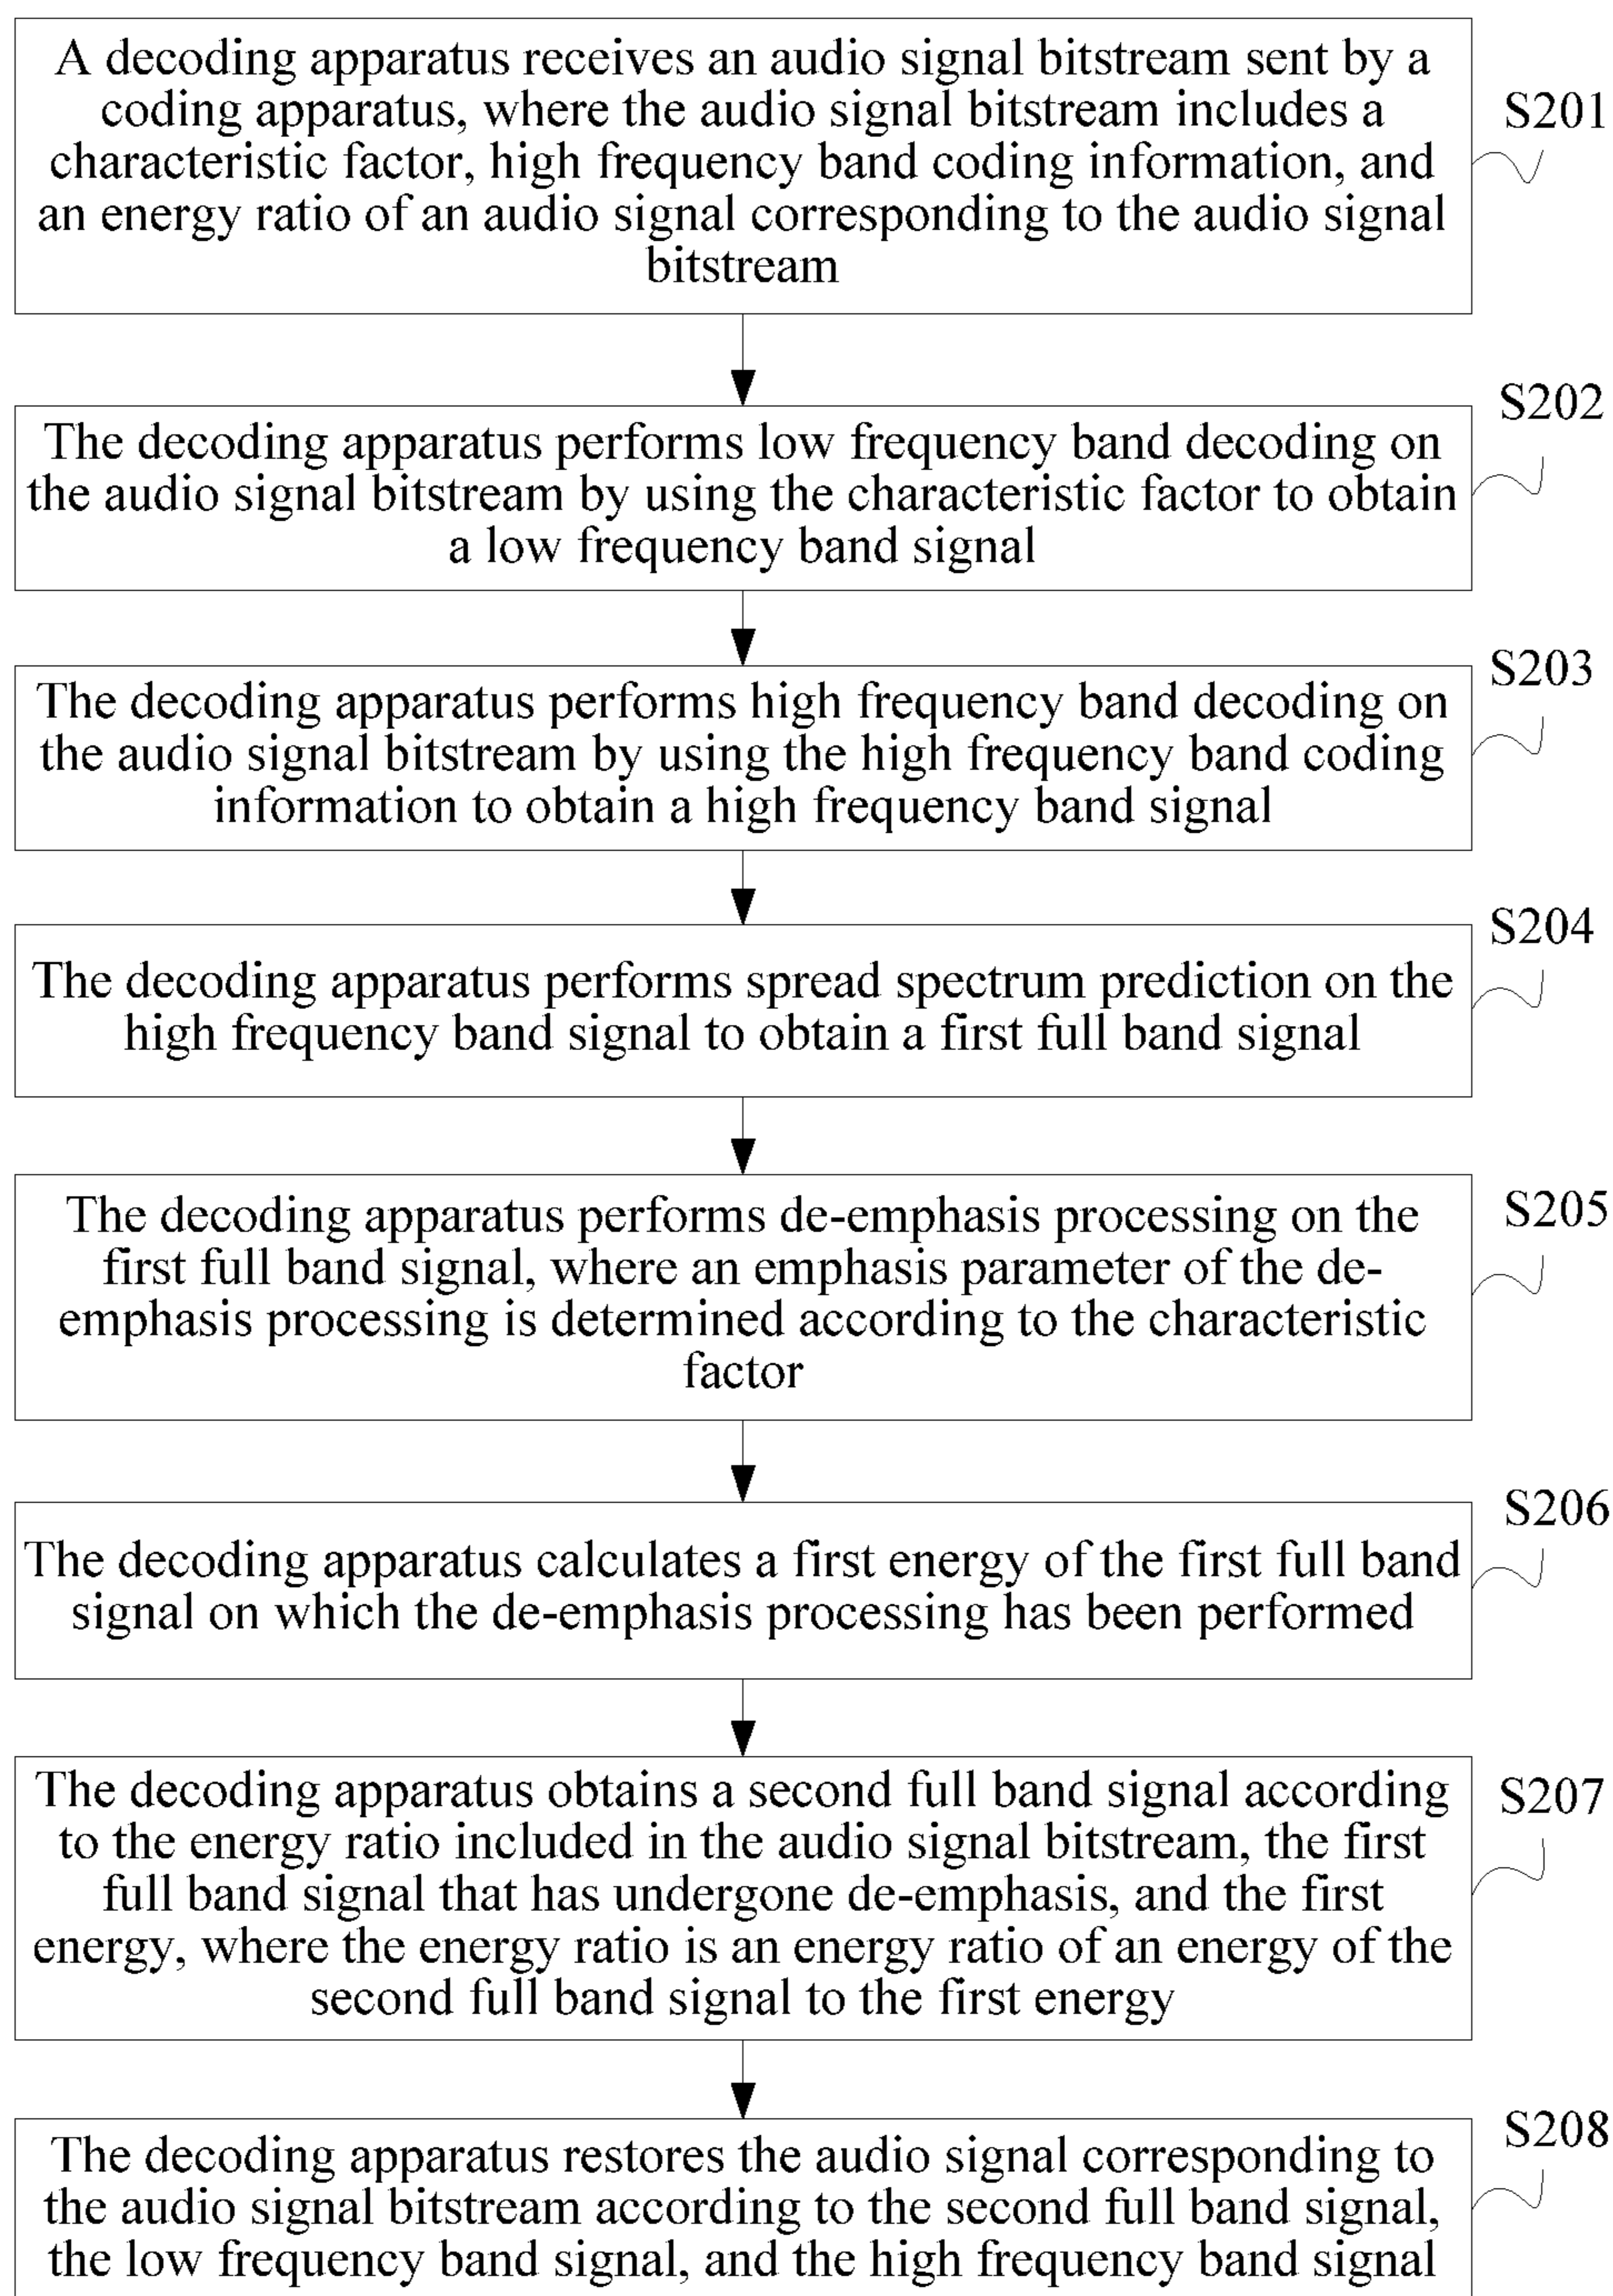 A decoding apparatus receives an audio signal bitstream sent by a
coding apparatus, where the audio signal bitstream includes a
characteristic factor, high frequency band coding information, and
an energy ratio of an audio signal corresponding to the audio signal
bitstream
S201
The decoding apparatus performs low frequency band decoding on
the audio signal bitstream by using the characteristic factor to obtain
a low frequency band signal
S202
The decoding apparatus performs high frequency band decoding on
the audio signal bitstream by using the high frequency band coding
information to obtain a high frequency band signal
S203
The decoding apparatus performs spread spectrum prediction on the
high frequency band signal to obtain a first full band signal
S204
The decoding apparatus performs de-emphasis processing on the
first full band signal, where an emphasis parameter of the de-
emphasis processing is determined according to the characteristic
factor
S205
The decoding apparatus calculates a first energy of the first full band
signal on which the de-emphasis processing has been performed
S206
The decoding apparatus obtains a second full band signal according
to the energy ratio included in the audio signal bitstream, the first
full band signal that has undergone de-emphasis, and the first
energy, where the energy ratio is an energy ratio of an energy of the
second full band signal to the first energy
S207
The decoding apparatus restores the audio signal corresponding to
the audio signal bitstream according to the second full band signal,
the low frequency band signal, and the high frequency band signal
S208